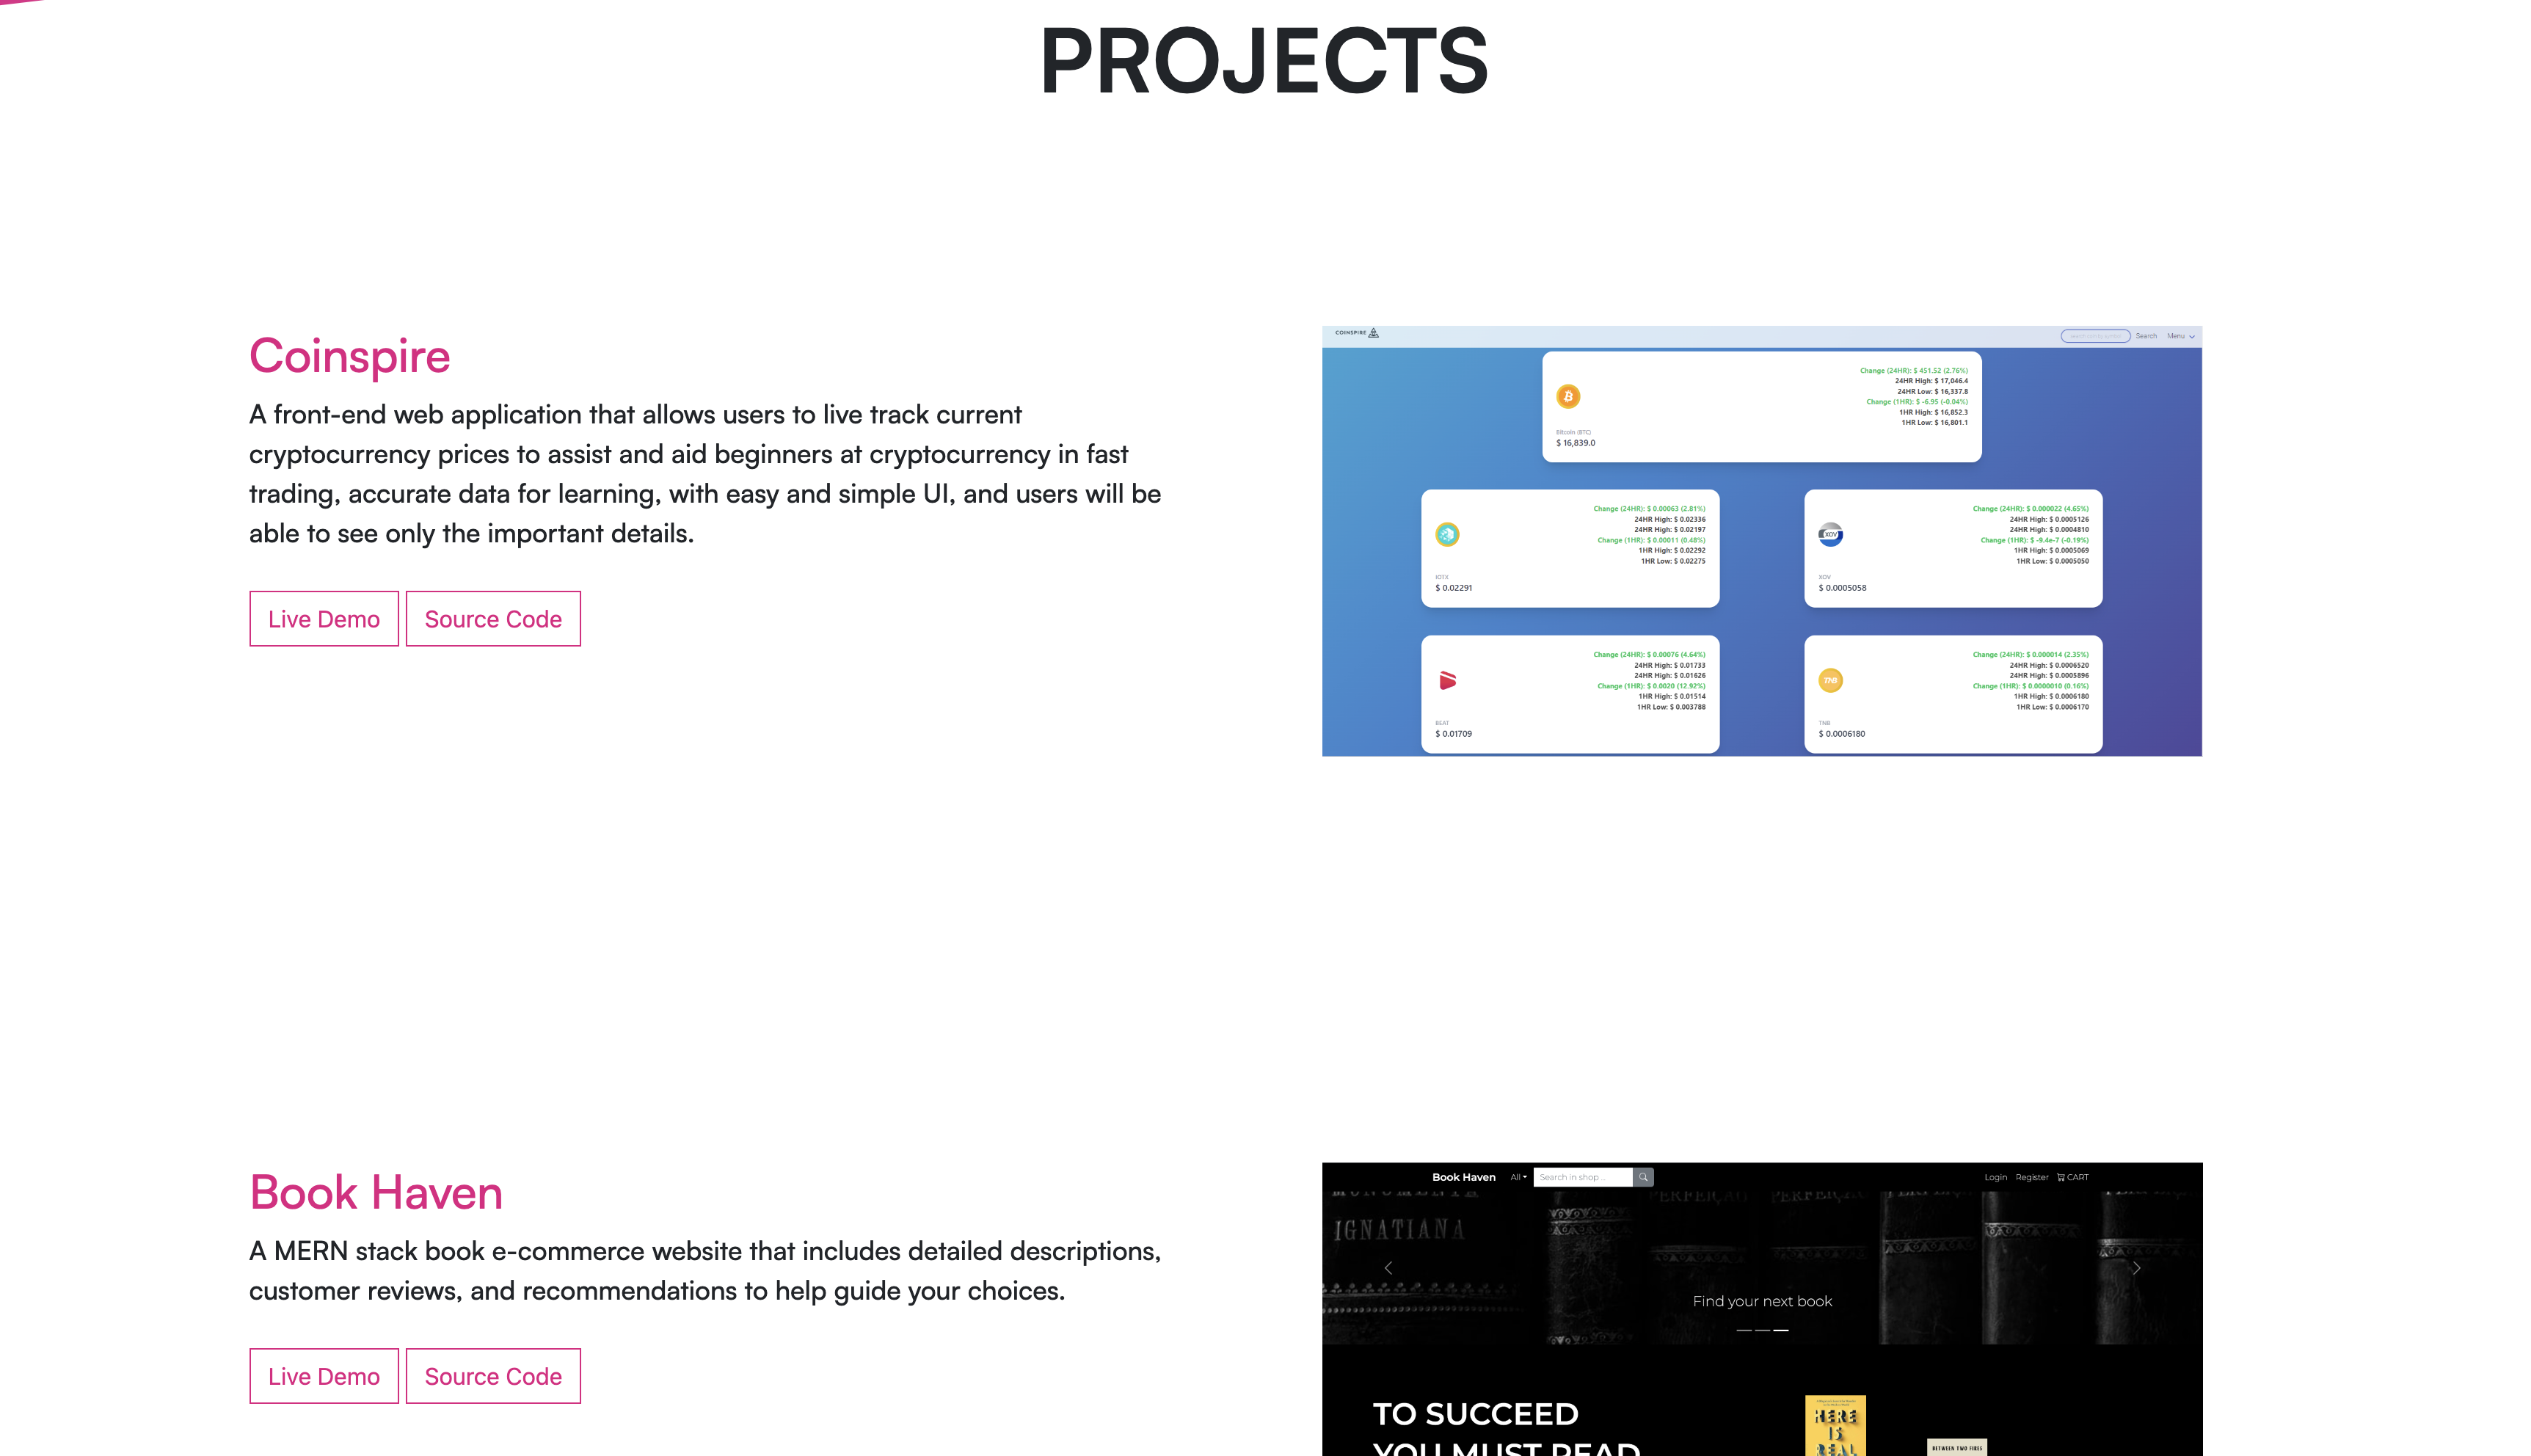 PROJECTS
Coinspire
A front-end web application that allows users to live track current
cryptocurrency prices to assist and aid beginners at cryptocurrency in fast
trading, accurate data for learning, with easy and simple UI, and users will be
able to see only the important details.
Live Demo
Source Code
COINSPIRE
Search
Menu
Change (24HR): $ 451.52 (2.76%)
24HR High: $ 17,046.4
24HR Low: $ 16,337.8
Change (1HR): $ -6.95 (-0.04%)
1HR High: $ 16,852.3
1HR Low: $ 16,801.1
Bitcoin (BTC)
$ 16,839.0
Change (24HR): $ 0.00063 (2.81%)
24HR High: $ 0.02336
24HR High: $ 0.02197
Change (1HR): $ 0.00011 (0.48%)
1HR High: $ 0.02292
1HR Low: $ 0.02275
IOTX
$ 0.02291
Change (24HR): $ 0.000022 (4.65%)
24HR High: $ 0.0005126
24HR High: $ 0.0004810
Change (1HR): $ -9.4e-7 (-0.19%)
1HR High: $ 0.0005069
1HR Low: $ 0.0005050
XOV
XOV
$ 0.0005058
Change (24HR): $ 0.00076 (4.64%)
24HR High: $ 0.01733
24HR High: $ 0.01626
Change (1HR): $ 0.0020 (12.92%)
1HR High: $ 0.01514
1HR Low: $ 0.003788
BEAT
$ 0.01709
Change (24HR): $ 0.000014 (2.35%)
24HR High: $ 0.0006520
24HR High: $ 0.0005896
Change (1HR): $ 0.0000010 (0.16%)
1HR High: $ 0.0006180
1HR Low: $ 0.0006170
TNB
TNB
$ 0.0006180
Book Haven
A MERN stack book e-commerce website that includes detailed descriptions,
customer reviews, and recommendations to help guide your choices.
Live Demo
Source Code
Book Haven
All
Search in shop ...
Login
Register
CART
IGNATIANA
Find your next book
TO SUCCEED
YOU MUST READ
HERE
IS
REAL
BETWEEN TWO FIRES